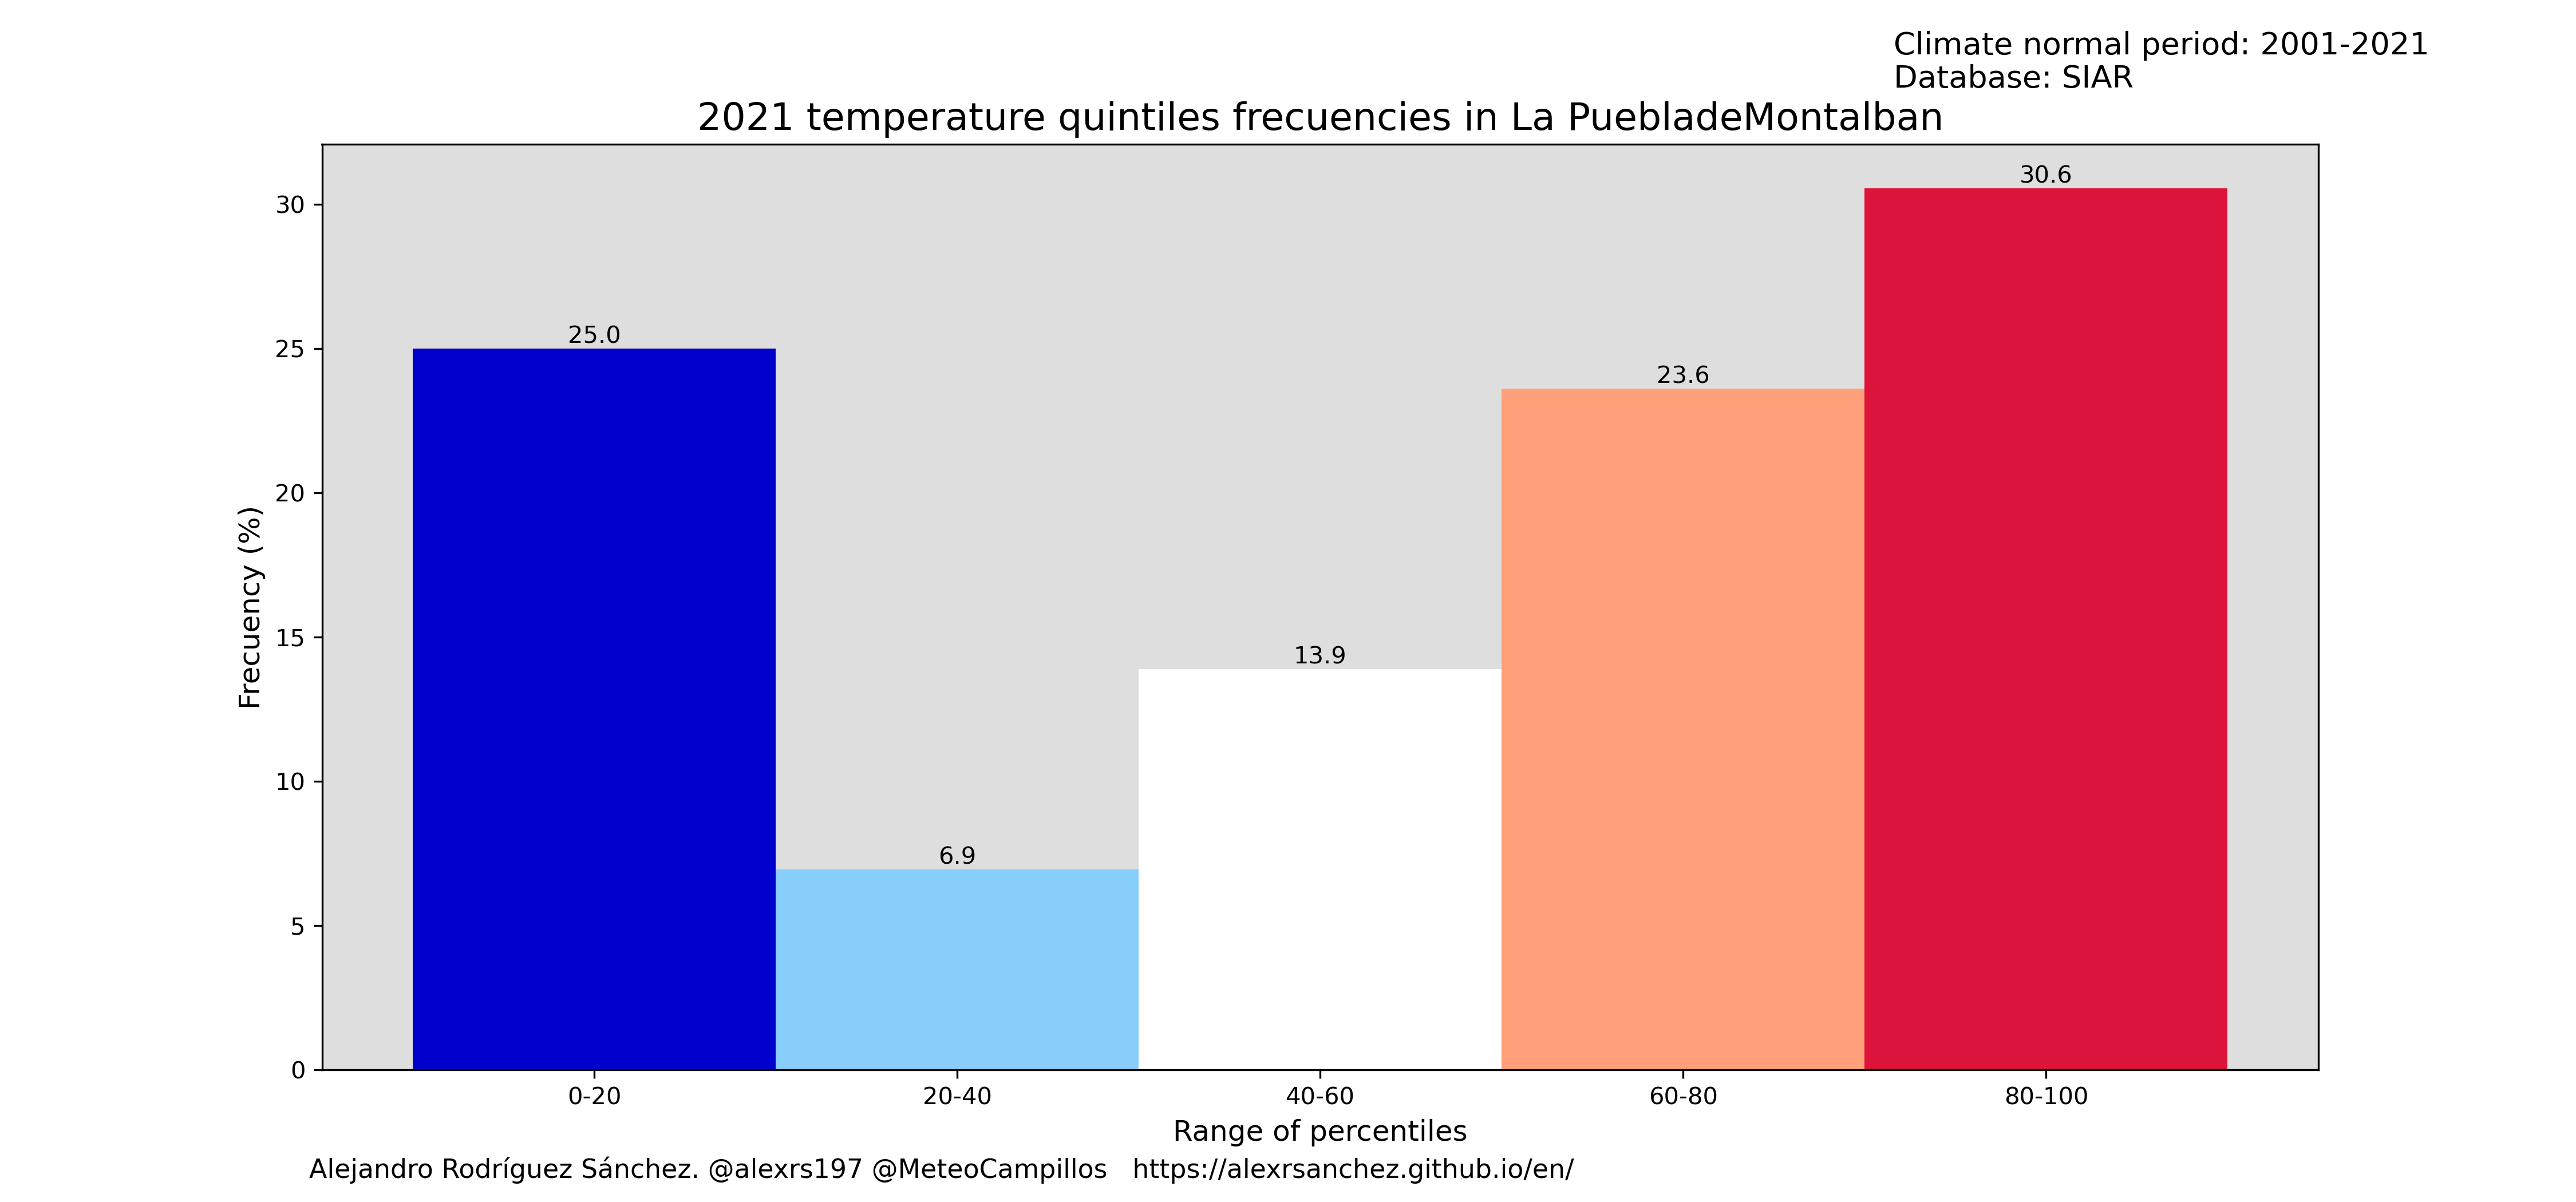 Climate normal period: 2001-2021
Database: SIAR
2021 temperature quintiles frecuencies in La PuebladeMontalban
30.6
30
25.0
25
23.6
20
Frecuency (%)
15
13.9
10
6.9
5
0
0-20 20-40 40-60 60-80 80-100
Range of percentiles
Alejandro Rodríguez Sánchez. @alexrs197 @MeteoCampillos https://alexrsanchez.github.io/en/